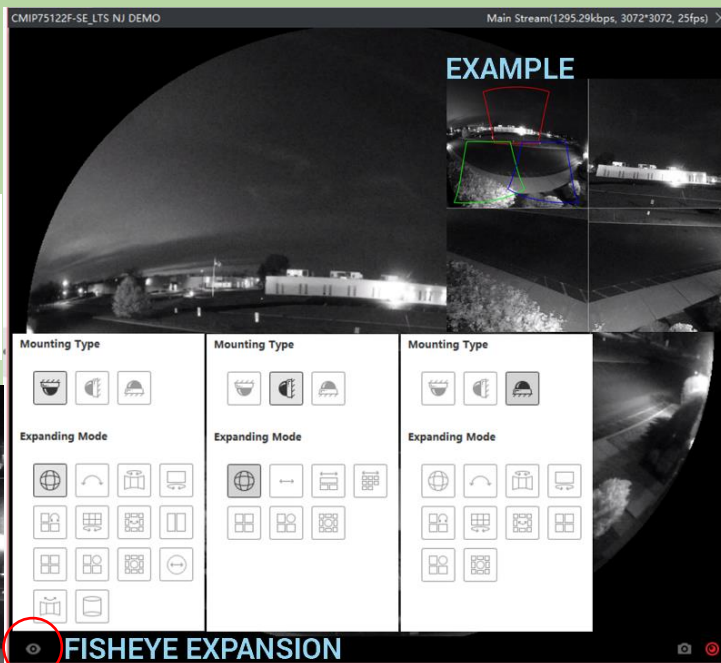 CMIP75122F-SE_LTS NJ DEMO
Main Stream(1295.29kbps, 3072*3072, 25fps)
EXAMPLE
Mounting Type
Mounting Type
Mounting Type
Expanding Mode
Expanding Mode
Expanding Mode
FISHEYE EXPANSION